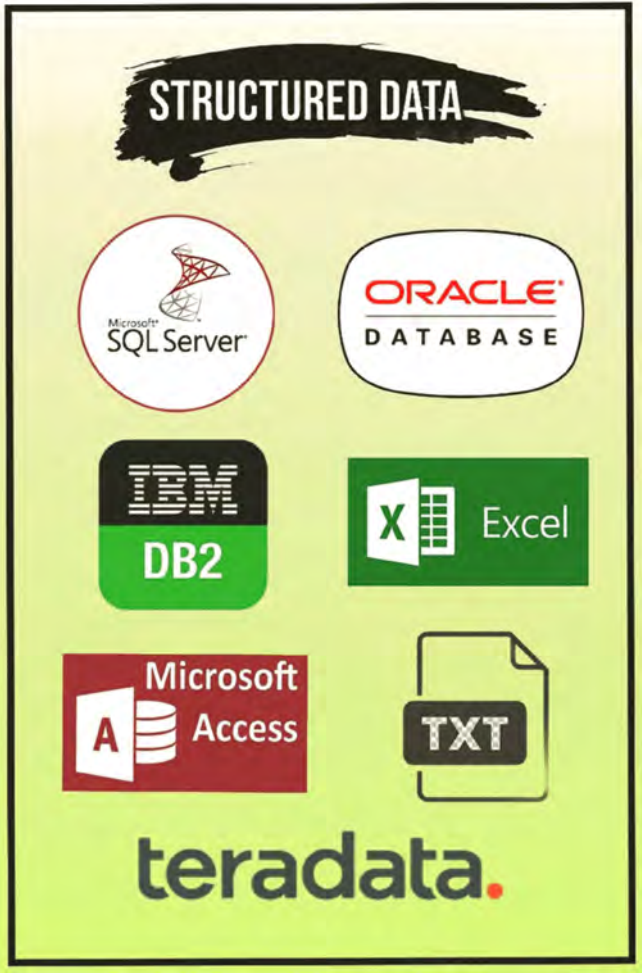 STRUCTURED DATA
Microsoft®
SQL Server®
ORACLE®
DATABASE
IBM
DB2
X
Excel
Microsoft
A
Access
TXT
teradata.